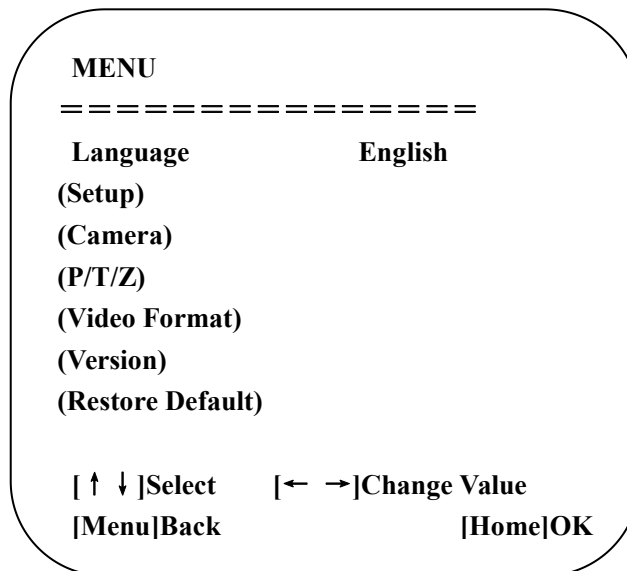 MENU
===============
Language English
(Setup)
(Camera)
(P/T/Z)
(Video Format)
(Version)
(Restore Default)
[↑ ↓]Select [← →]Change Value
[Menu]Back [Home]OK